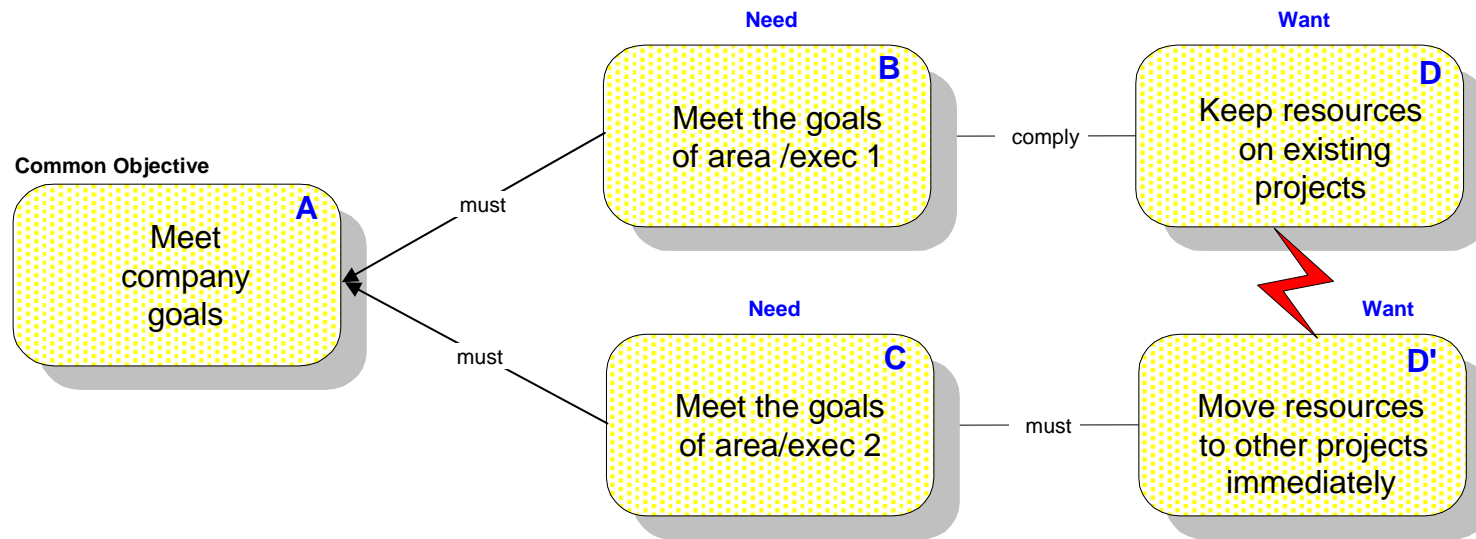 Need
Want
B
D
Meet the goals
of area /exec 1
comply
Keep resources
on existing
projects
Common Objective
A
Meet
company
goals
must
must
Need
Want
C
D'
Meet the goals
of area/exec 2
must
Move resources
to other projects
immediately